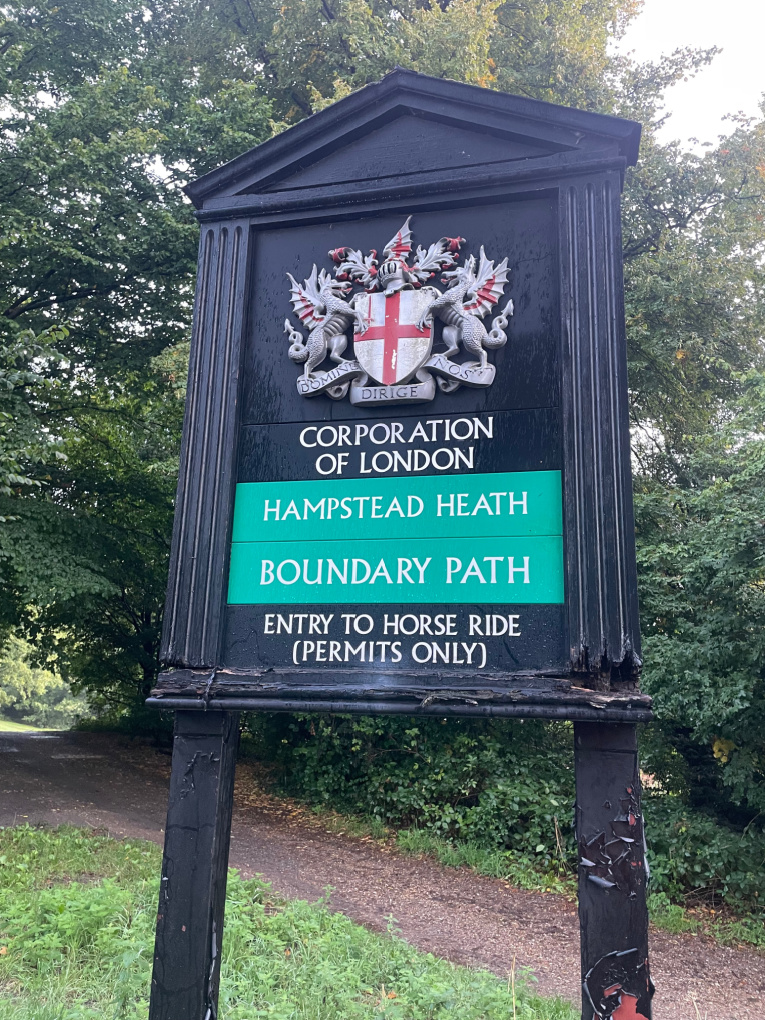 DOMINE DIRIGE NOS
CORPORATION
OF LONDON
HAMPSTEAD HEATH
BOUNDARY PATH
ENTRY TO HORSE RIDE
(PERMITS ONLY)